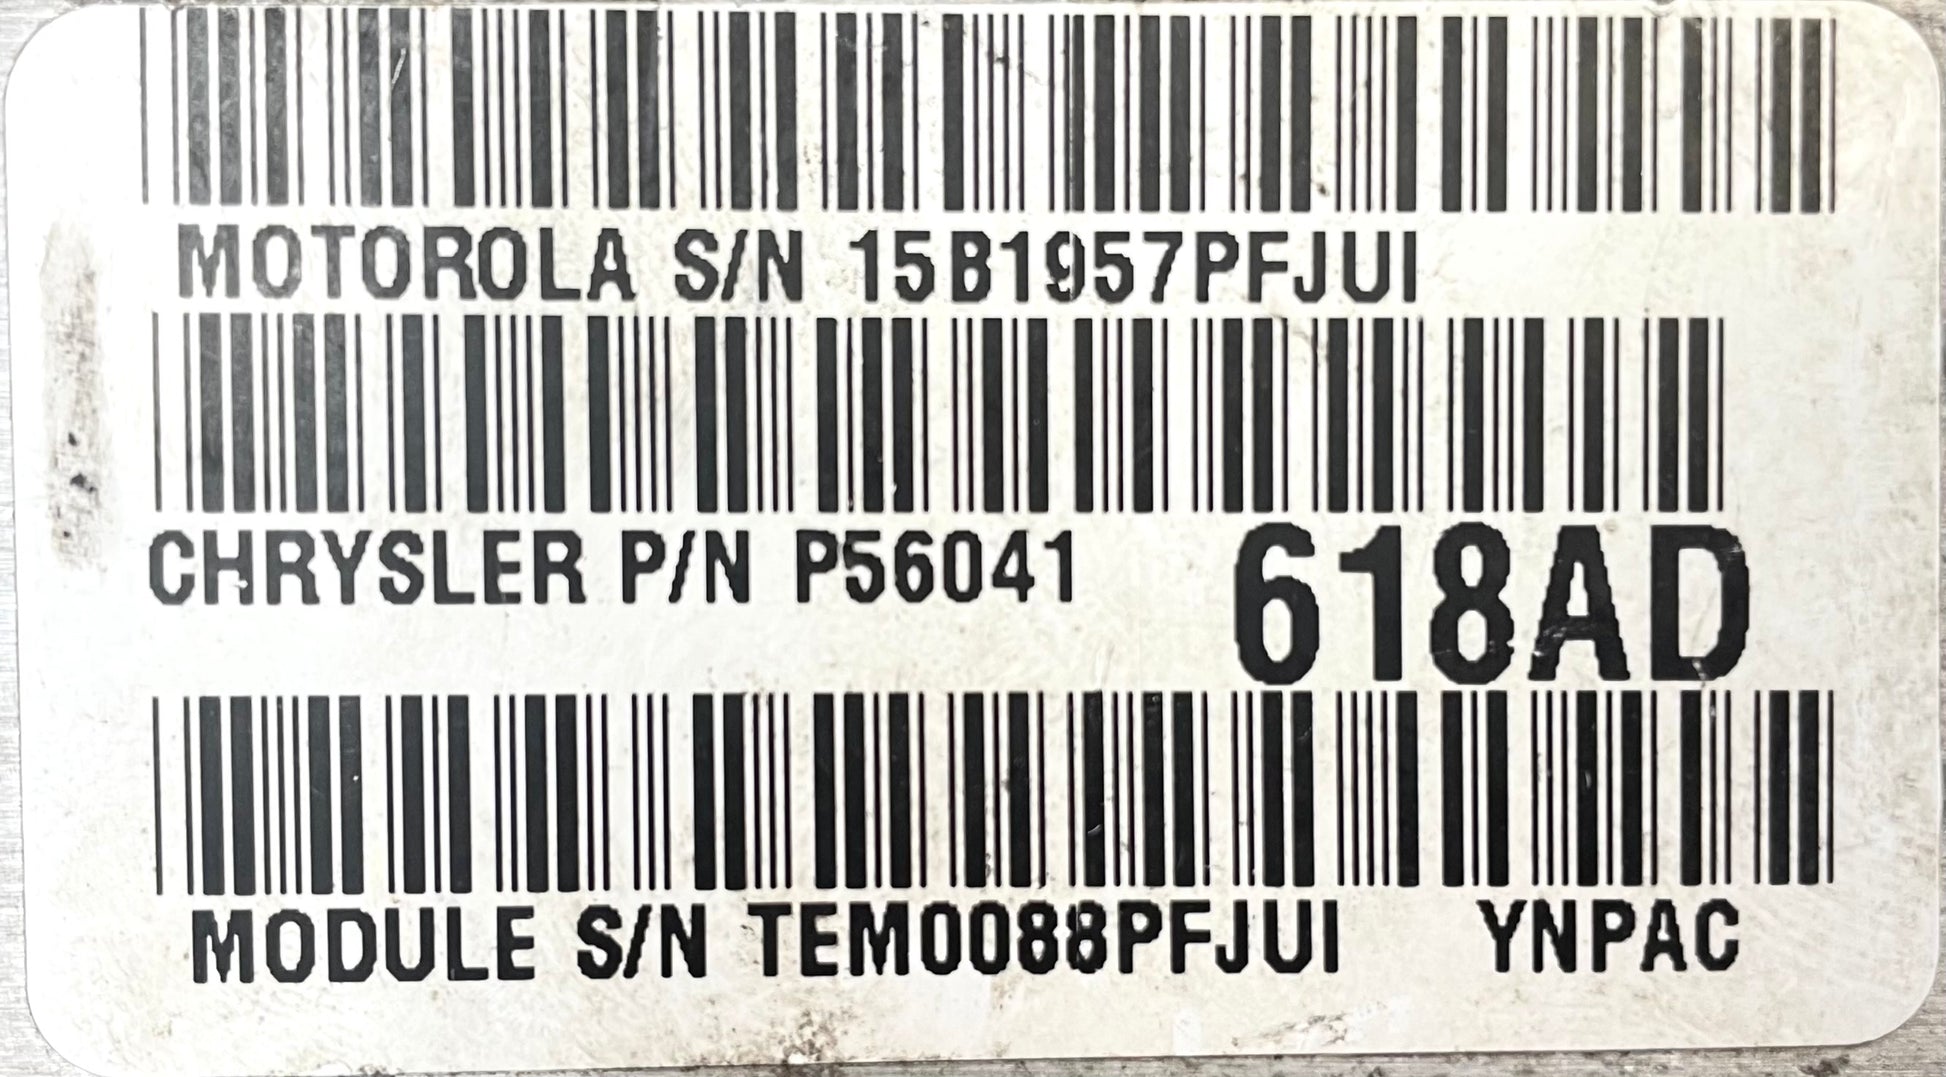 MOTOROLA S/N 15B1957PFJUI
CHRYSLER P/N P56041 618AD
MODULE S/N TEM0088PFJUI YNPAC